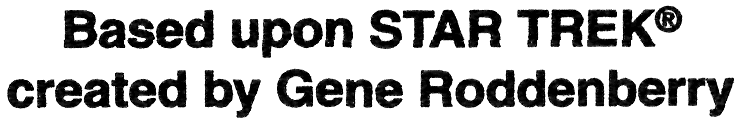 Based upon STAR TREK®
created by Gene Roddenberry